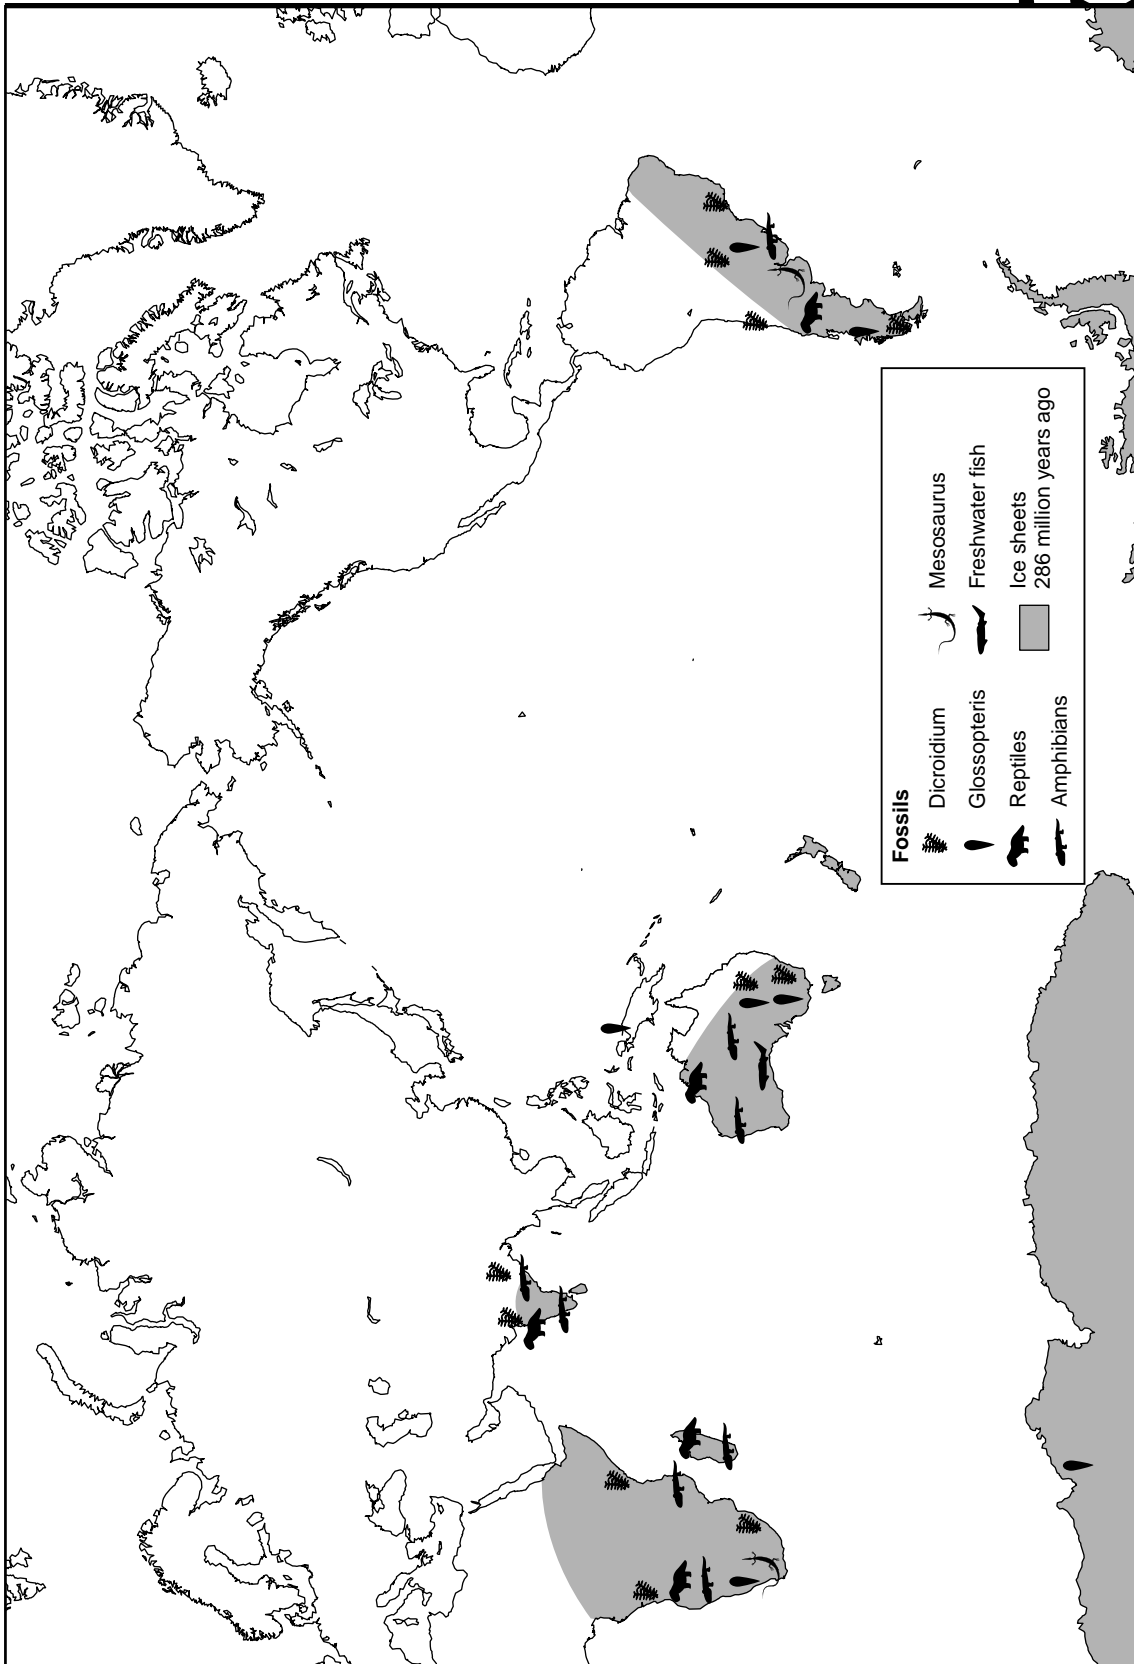 Fossils
Dicroidium
Glossopteris
Reptiles
Amphibians
Mesosaurus
Freshwater fish
Ice sheets
286 million years ago